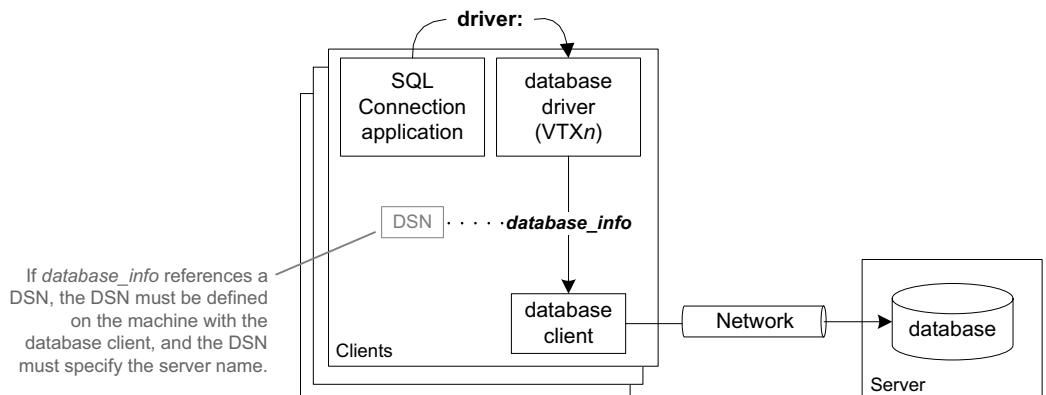 driver:
SQL
Connection
application
database
driver
(VTXn)
DSN
database_info
If database_info references a
DSN, the DSN must be defined
on the machine with the
database client, and the DSN
must specify the server name.
database
client
Clients
Network
database
Server